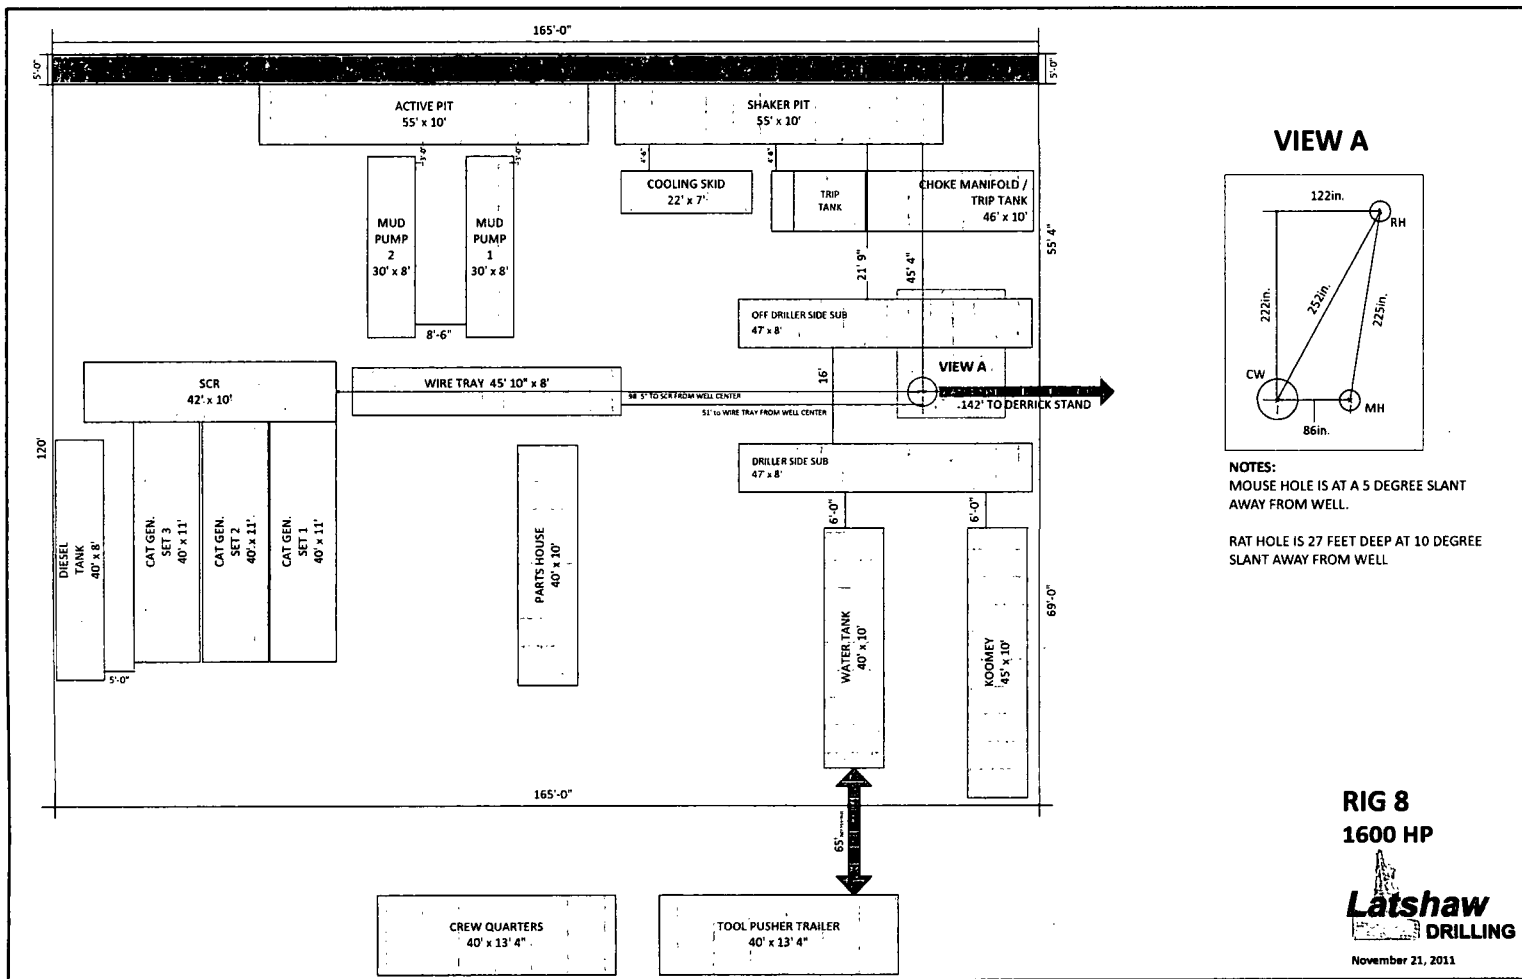 165'-0"
5'-0"
5'-0"
ACTIVE PIT
55' x 10'
SHAKER PIT
55' x 10'
3'-0"
3'-0"
4'-6"
4'-6"
COOLING SKID
22' x 7'
TRIP
TANK
CHOKE MANIFOLD /
TRIP TANK
46' x 10'
MUD
PUMP
2
30' x 8'
MUD
PUMP
1
30' x 8'
8'-6"
21' 9"
45' 4"
55' 4"
OFF DRILLER SIDE SUB
47' x 8'
SCR
42' x 10'
WIRE TRAY 45' 10" x 8'
98' 5" TO SCR FROM WELL CENTER
51' to WIRE TRAY FROM WELL CENTER
16'
VIEW A
142' TO DERRICK STAND
DRILLER SIDE SUB
47' x 8'
120'
DIESEL
TANK
40' x 8'
5'-0"
CAT GEN.
SET 3
40' x 11'
CAT GEN.
SET 2
40' x 11'
CAT GEN.
SET 1
40' x 11'
PARTS HOUSE
40' x 10'
6'-0"
6'-0"
WATER TANK
40' x 10'
KOOMEY
45' x 10'
69'-0"
165'-0"
65'
CREW QUARTERS
40' x 13' 4"
TOOL PUSHER TRAILER
40' x 13' 4"
VIEW A
122in.
RH
222in.
252in.
225in.
CW
MH
86in.
NOTES:
MOUSE HOLE IS AT A 5 DEGREE SLANT
AWAY FROM WELL.
RAT HOLE IS 27 FEET DEEP AT 10 DEGREE
SLANT AWAY FROM WELL
RIG 8
1600 HP
Latshaw
DRILLING
November 21, 2011